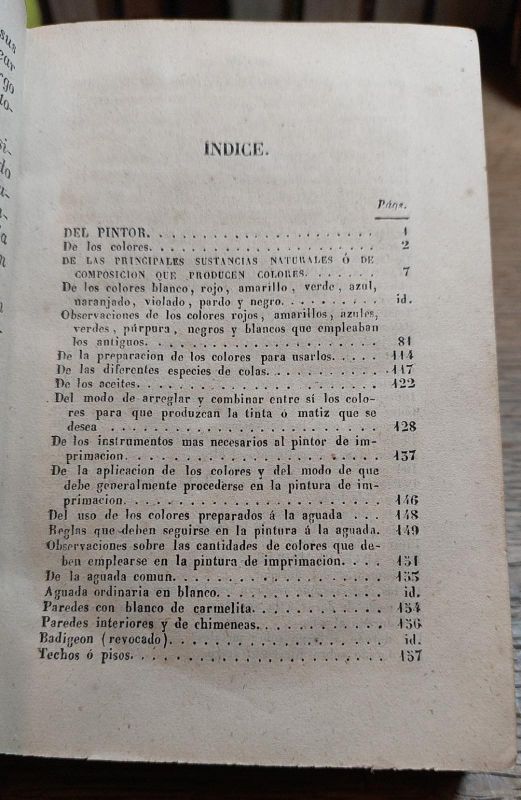 sus
ÍNDICE.
Págs.
DEL PINTOR. . . . . . . . . . . . . . . . . 1
De los colores. . . . . . . . . . . . . . . . . 2
DE LAS PRINCIPALES SUSTANCIAS NATURALES Ó DE
COMPOSICION QUE PRODUCEN COLORES. . . . . . 7
De los colores blanco, rojo, amarillo, verde, azul,
naranjado, violado, pardo y negro. . . . . . . . id.
Observaciones de los colores rojos, amarillos, azules,
verdes, púrpura, negros y blancos que empleaban
los antiguos. . . . . . . . . . . . . . . . . 81
De la preparacion de los colores para usarlos. . . . . 114
De las diferentes especies de colas. . . . . . . . . 117
De los aceites. . . . . . . . . . . . . . . . . 122
Del modo de arreglar y combinar entre sí los colo-
res para que produzcan la tinta ó matiz que se
desea . . . . . . . . . . . . . . . . . 128
De los instrumentos mas necesarios al pintor de im-
primacion. . . . . . . . . . . . . . . . . 137
De la aplicacion de los colores y del modo de que
debe generalmente procederse en la pintura de im-
primacion. . . . . . . . . . . . . . . . . 146
Del uso de los colores preparados á la aguada . . . 148
Reglas que deben seguirse en la pintura á la aguada. 149
Observaciones sobre las cantidades de colores que de-
ben emplearse en la pintura de imprimacion. . . . 151
De la aguada comun. . . . . . . . . . . . . . . 153
Aguada ordinaria en blanco. . . . . . . . . . . . id.
Paredes con blanco de carmelita. . . . . . . . . . 154
Paredes interiores y de chimeneas. . . . . . . . . 156
Badigeon (revocado). . . . . . . . . . . . . . . id.
Techos ó pisos. . . . . . . . . . . . . . . . . 157